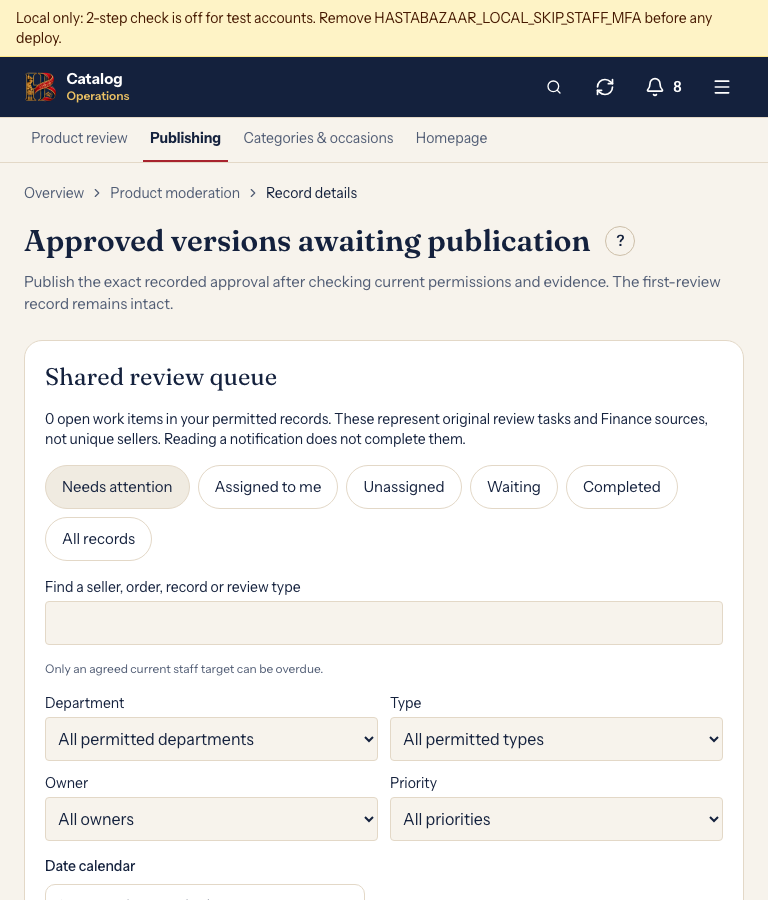 Local only: 2-step check is off for test accounts. Remove HASTABAZAAR_LOCAL_SKIP_STAFF_MFA before any
deploy.
Catalog
Operations
8
Product review Publishing Categories & occasions Homepage
Overview > Product moderation > Record details
Approved versions awaiting publication ?
Publish the exact recorded approval after checking current permissions and evidence. The first-review
record remains intact.
Shared review queue
0 open work items in your permitted records. These represent original review tasks and Finance sources,
not unique sellers. Reading a notification does not complete them.
Needs attention Assigned to me Unassigned Waiting Completed
All records
Find a seller, order, record or review type
Only an agreed current staff target can be overdue.
Department Type
All permitted departments All permitted types
Owner Priority
All owners All priorities
Date calendar